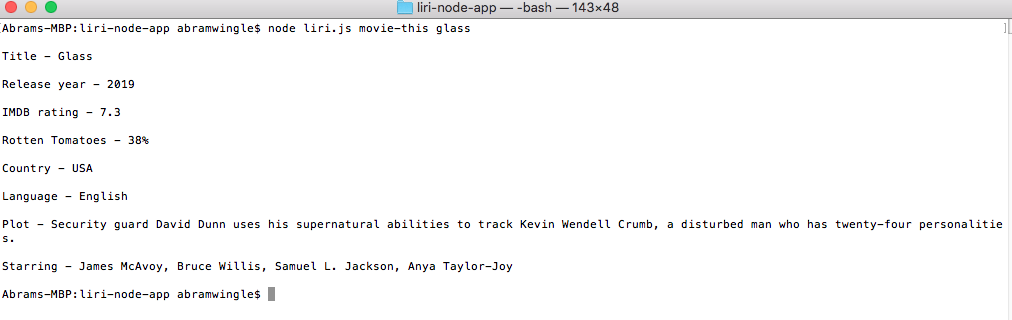 liri-node-app — -bash — 143×48
[Abrams-MBP:liri-node-app abramwingle$ node liri.js movie-this glass ]
Title - Glass
Release year - 2019
IMDB rating - 7.3
Rotten Tomatoes - 38%
Country - USA
Language - English
Plot - Security guard David Dunn uses his supernatural abilities to track Kevin Wendell Crumb, a disturbed man who has twenty-four personalitie
s.
Starring - James McAvoy, Bruce Willis, Samuel L. Jackson, Anya Taylor-Joy
Abrams-MBP:liri-node-app abramwingle$